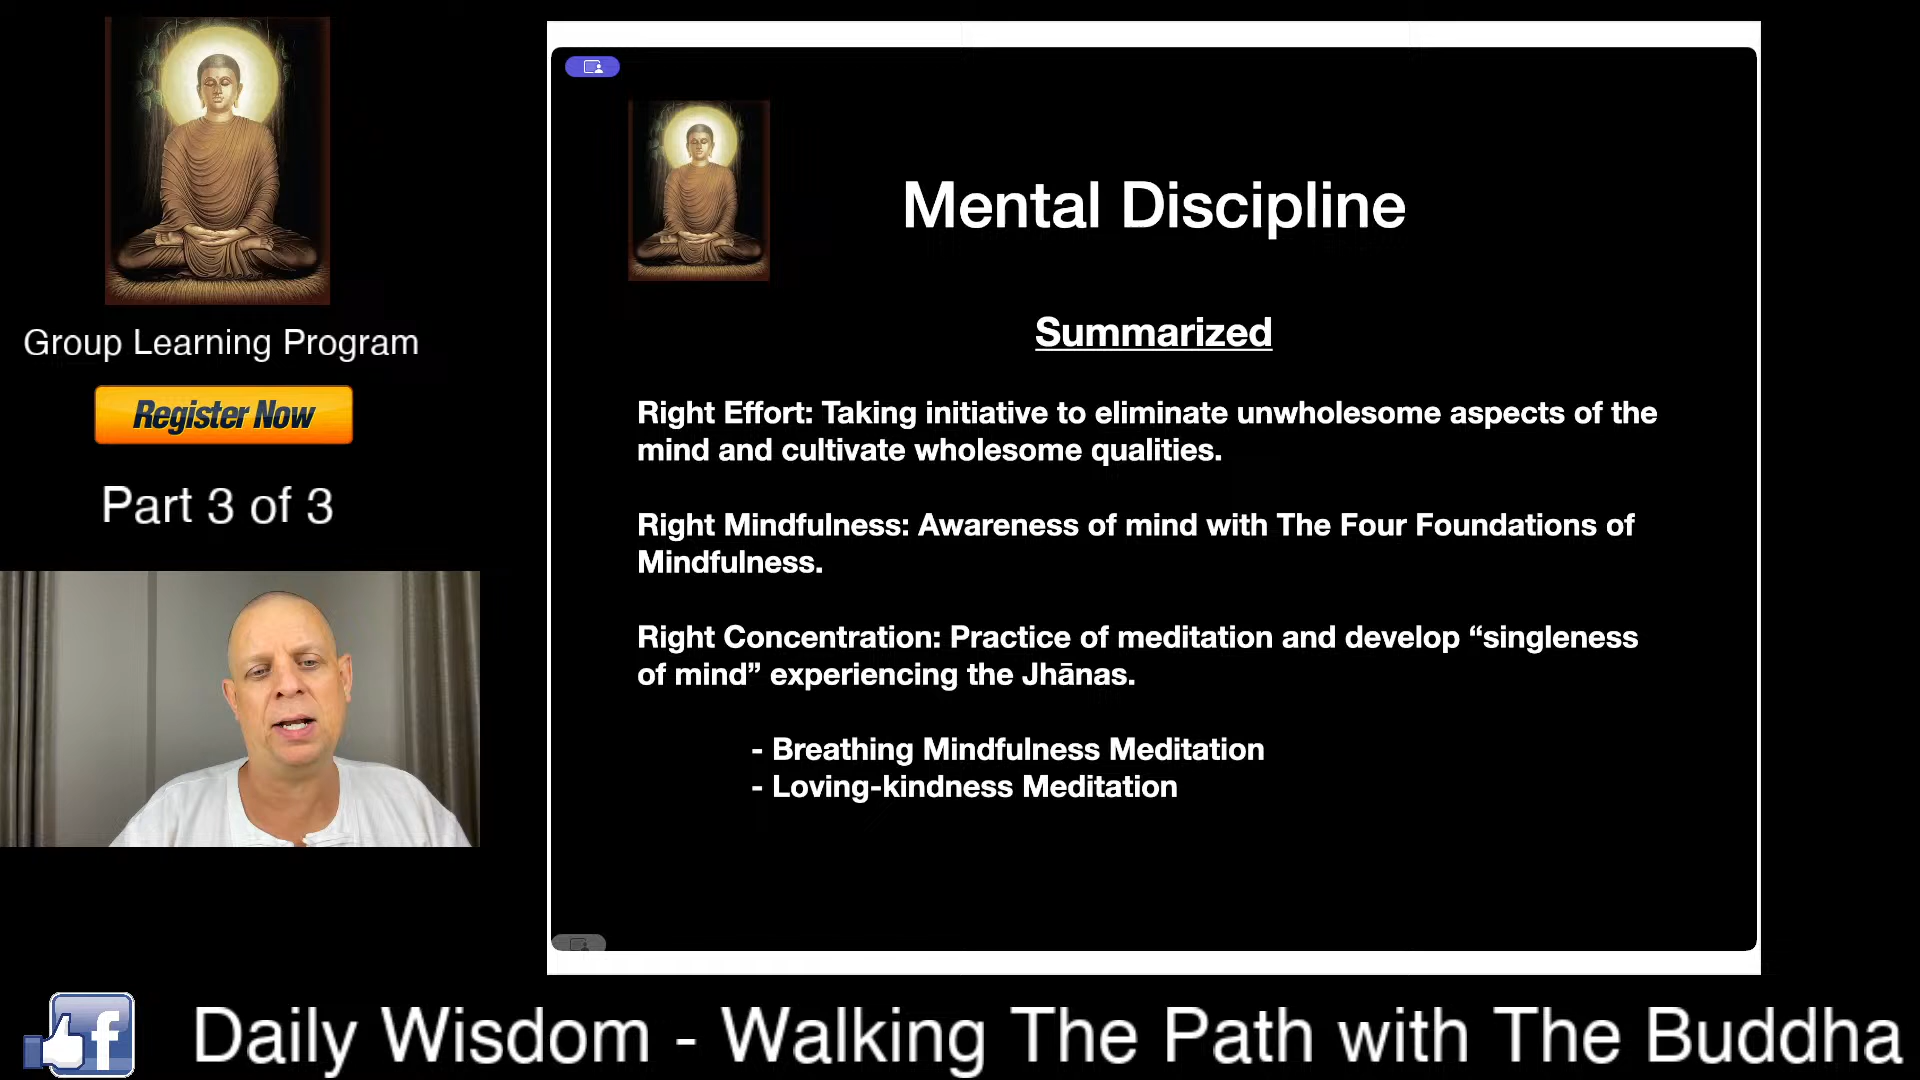 Group Learning Program
Register Now
Part 3 of 3
Mental Discipline
Summarized
Right Effort: Taking initiative to eliminate unwholesome aspects of the
mind and cultivate wholesome qualities.
Right Mindfulness: Awareness of mind with The Four Foundations of
Mindfulness.
Right Concentration: Practice of meditation and develop “singleness
of mind” experiencing the Jhānas.
- Breathing Mindfulness Meditation
- Loving-kindness Meditation
f
Daily Wisdom - Walking The Path with The Buddha